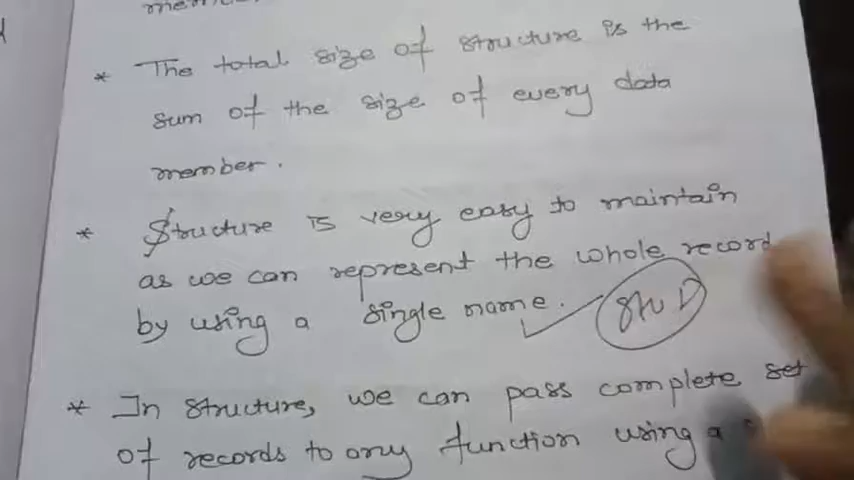 * The total size of structure is the
sum of the size of every data
member.
* Structure is very easy to maintain
as we can represent the whole record
by using a single name.
* In structure, we can pass complete set
of records to any function using a